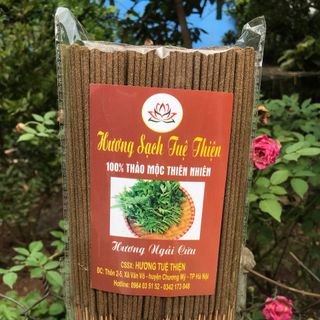 Hương Sạch Tuệ Thiện
100% THẢO MỘC THIÊN NHIÊN
Hương Ngải Cứu
CSSX: HƯƠNG TUỆ THIỆN
ĐC: Thôn 2-5, Xã Văn Võ - huyện Chương Mỹ - TP Hà Nội
Hotline: 0964 03 51 52 - 0342 173 048